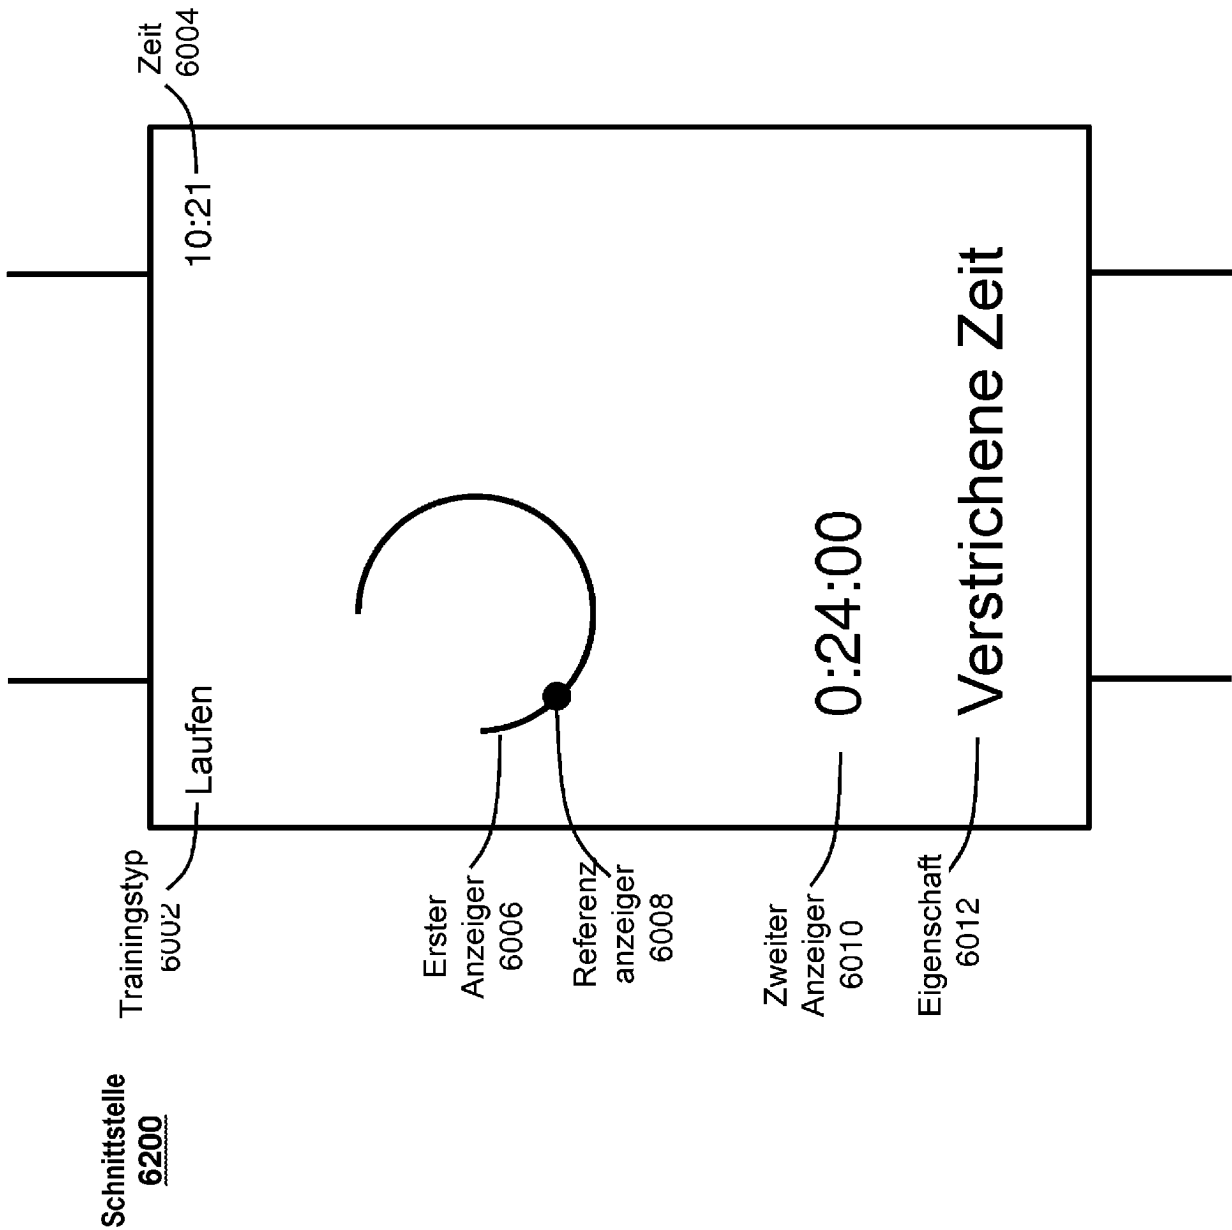 Schnittstelle
6200
Trainingstyp
6002
Laufen
10:21
Zeit
6004
Erster
Anzeiger
6006
Referenz
anzeiger
6008
Zweiter
Anzeiger
6010
0:24:00
Eigenschaft
6012
Verstrichene Zeit